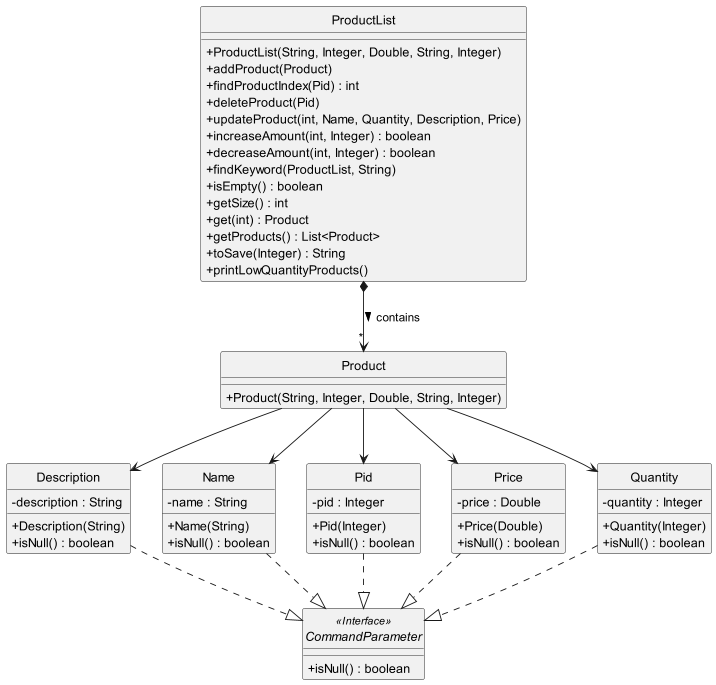 ProductList
+ProductList(String, Integer, Double, String, Integer)
+addProduct(Product)
+findProductIndex(Pid) : int
+deleteProduct(Pid)
+updateProduct(int, Name, Quantity, Description, Price)
+increaseAmount(int, Integer) : boolean
+decreaseAmount(int, Integer) : boolean
+findKeyword(ProductList, String)
+isEmpty() : boolean
+getSize() : int
+get(int) : Product
+getProducts() : List<Product>
+toSave(Integer) : String
+printLowQuantityProducts()
contains
*
Product
+Product(String, Integer, Double, String, Integer)
Description
-description : String
+Description(String)
+isNull() : boolean
Name
-name : String
+Name(String)
+isNull() : boolean
Pid
-pid : Integer
+Pid(Integer)
+isNull() : boolean
Price
-price : Double
+Price(Double)
+isNull() : boolean
Quantity
-quantity : Integer
+Quantity(Integer)
+isNull() : boolean
«Interface»
CommandParameter
+isNull() : boolean